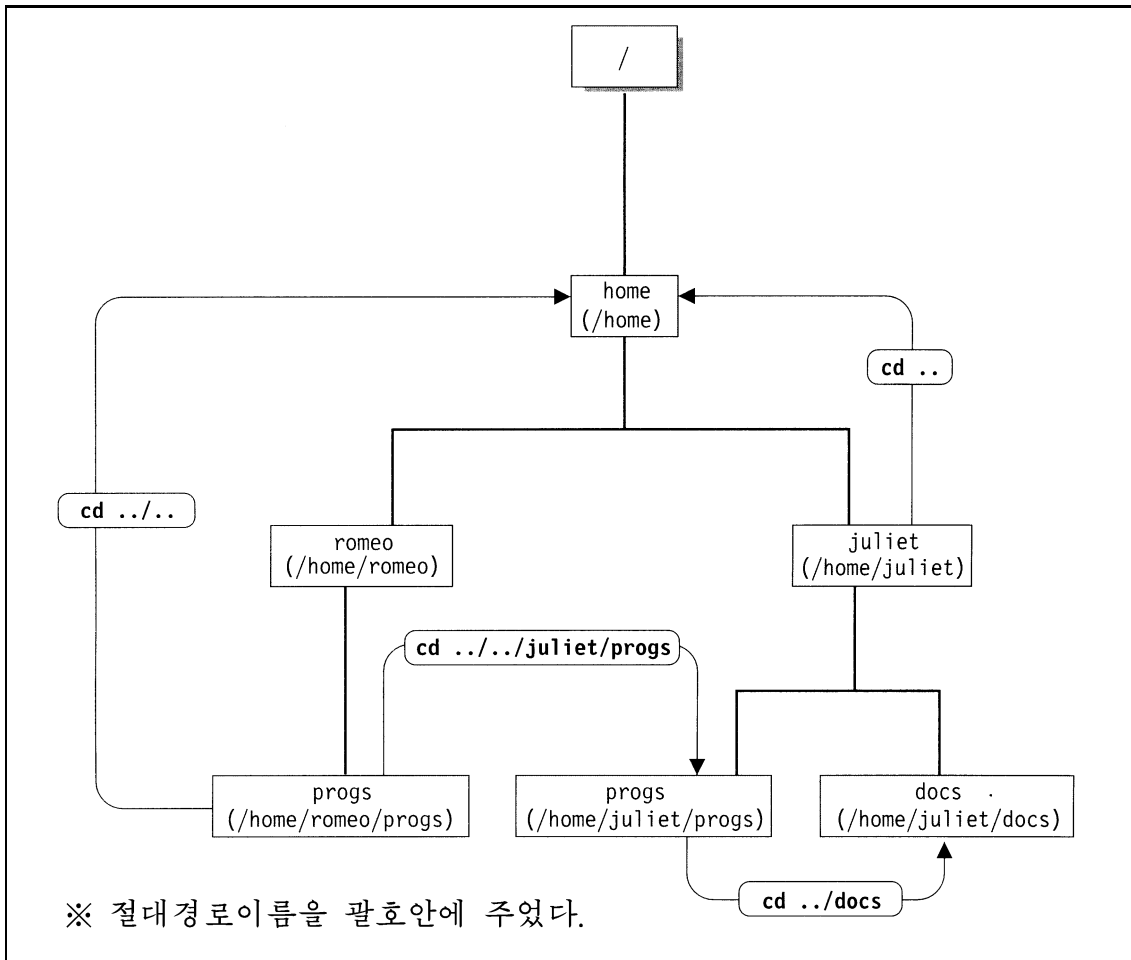 /
home
(/home)
cd ..
cd ../..
romeo
(/home/romeo)
juliet
(/home/juliet)
cd ../../juliet/progs
progs
(/home/romeo/progs)
progs
(/home/juliet/progs)
docs
(/home/juliet/docs)
cd ../docs
※ 절대경로이름을 괄호안에 주었다.